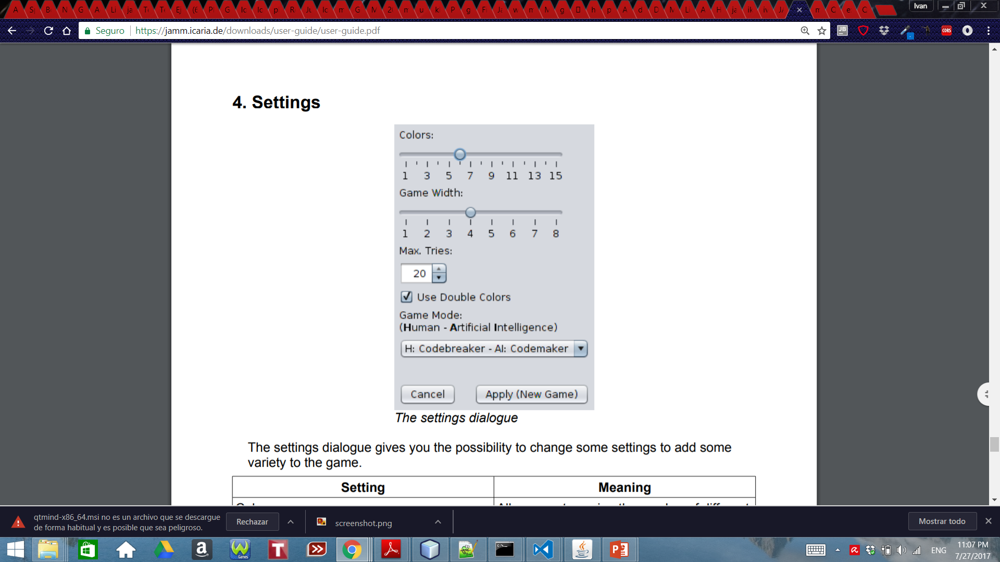 Ivan
Seguro https://jamm.icaria.de/downloads/user-guide/user-guide.pdf
JB
CORS
4. Settings
Colors:
1 3 5 7 9 11 13 15
Game Width:
1 2 3 4 5 6 7 8
Max. Tries:
20
Use Double Colors
Game Mode:
(Human - Artificial Intelligence)
H: Codebreaker - AI: Codemaker
Cancel Apply (New Game)
The settings dialogue
The settings dialogue gives you the possibility to change some settings to add some
variety to the game.
Setting Meaning
qtmind-x86_64.msi no es un archivo que se descargue
de forma habitual y es posible que sea peligroso.
Rechazar
screenshot.png
Mostrar todo
ENG
11:07 PM
7/27/2017